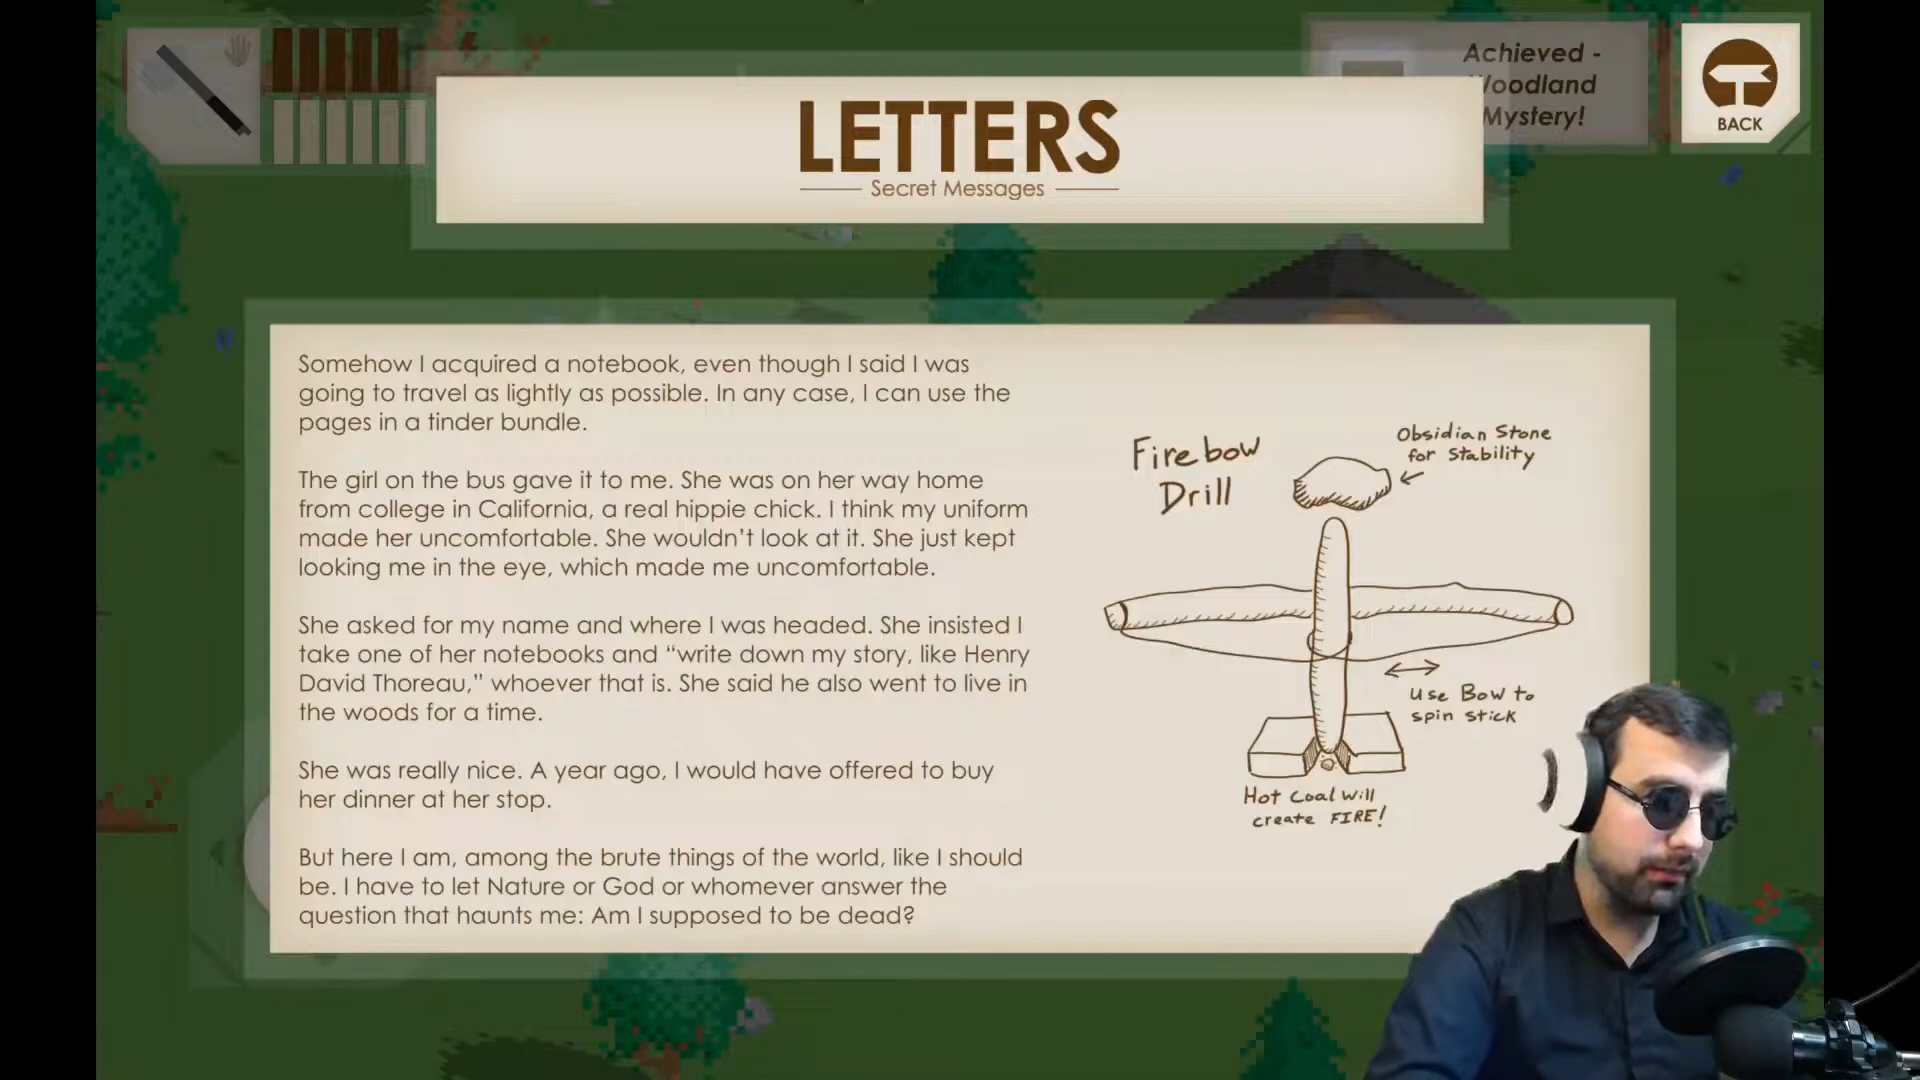 Achieved -
Woodland
Mystery!
BACK
LETTERS
Secret Messages
Somehow I acquired a notebook, even though I said I was
going to travel as lightly as possible. In any case, I can use the
pages in a tinder bundle.
The girl on the bus gave it to me. She was on her way home
from college in California, a real hippie chick. I think my uniform
made her uncomfortable. She wouldn’t look at it. She just kept
looking me in the eye, which made me uncomfortable.
She asked for my name and where I was headed. She insisted I
take one of her notebooks and “write down my story, like Henry
David Thoreau,” whoever that is. She said he also went to live in
the woods for a time.
She was really nice. A year ago, I would have offered to buy
her dinner at her stop.
But here I am, among the brute things of the world, like I should
be. I have to let Nature or God or whomever answer the
question that haunts me: Am I supposed to be dead?
Fire bow
Drill
Obsidian Stone
for Stability
Use Bow to
spin stick
Hot Coal will
create FIRE!